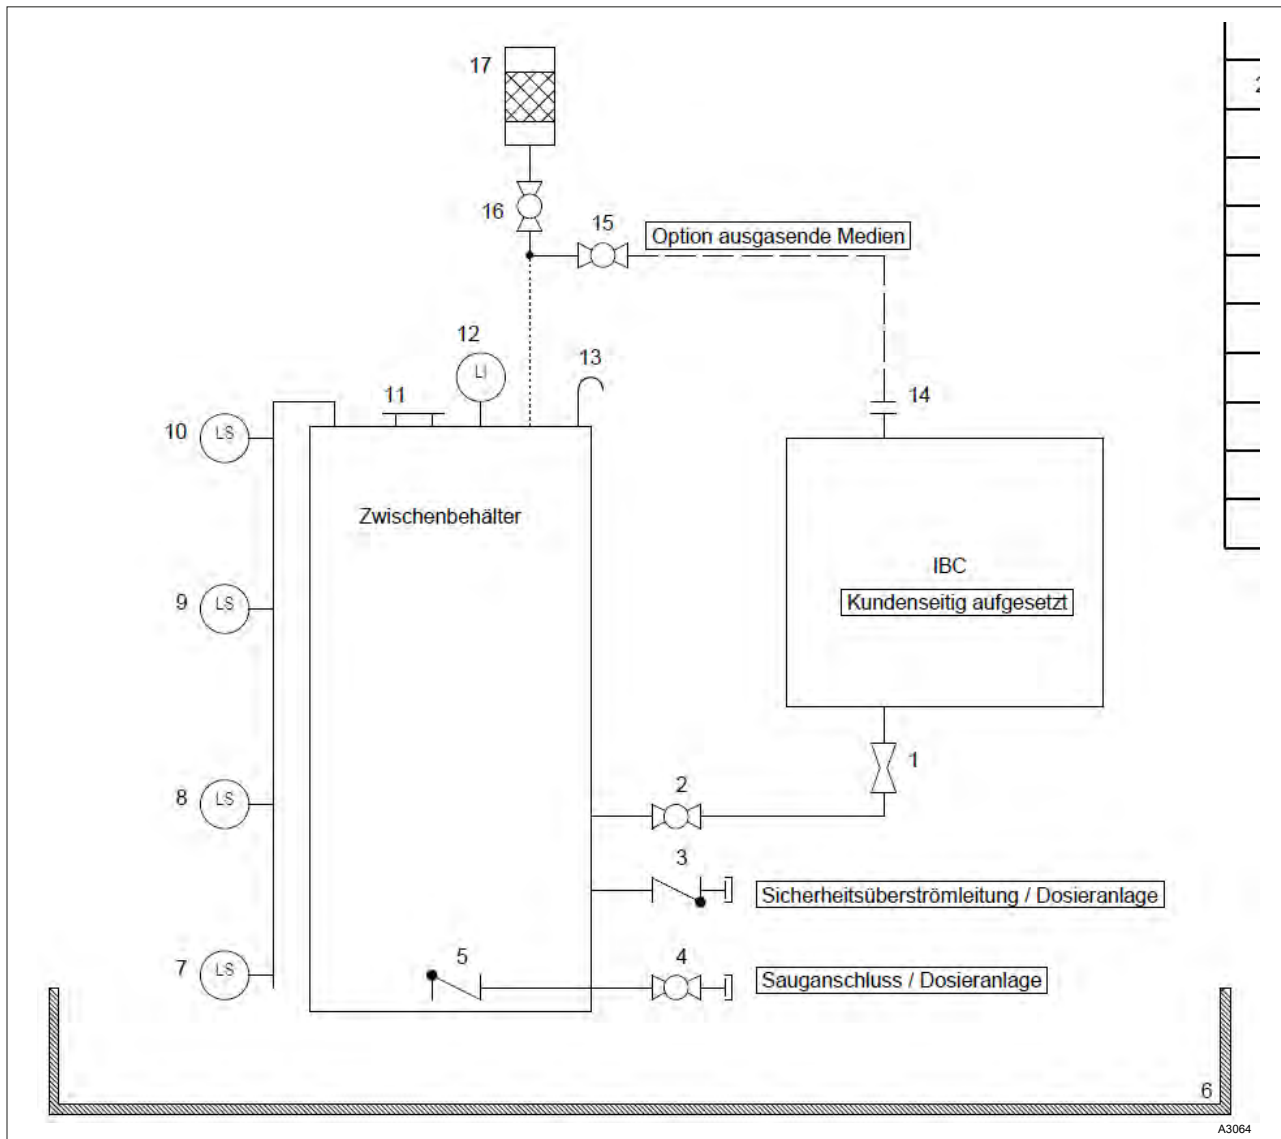 17
16
15
Option ausgasende Medien
12
13
LI
11
14
10
LS
Zwischenbehälter
IBC
9
LS
Kundenseitig aufgesetzt
1
2
8
LS
3
Sicherheitsüberströmleitung / Dosieranlage
5
4
7
LS
Sauganschluss / Dosieranlage
6
A3064